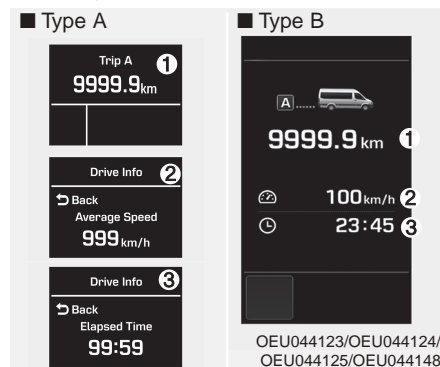 ■ Type A
Trip A
①
9999.9km
Drive Info
②
Back
Average Speed
999km/h
Drive Info
③
Back
Elapsed Time
99:59
■ Type B
A......
9999.9 km
①
100km/h
②
23:45
③
OEU044123/OEU044124/
OEU044125/OEU044148